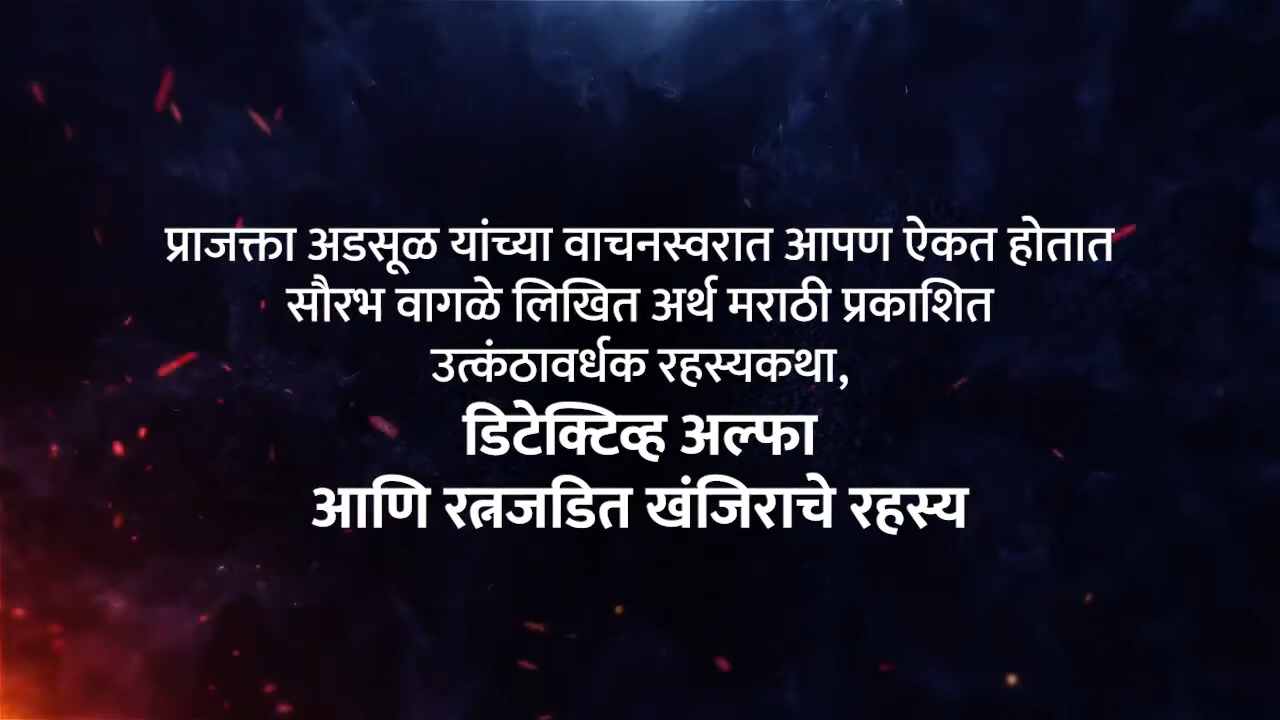 प्राजक्ता अडसूळ यांच्या वाचनस्वरात आपण ऐकत होतात
सौरभ वागळे लिखित अर्थ मराठी प्रकाशित
उत्कंठावर्धक रहस्यकथा,
डिटेक्टिव्ह अल्फा
आणि रत्नजडित खंजिराचे रहस्य